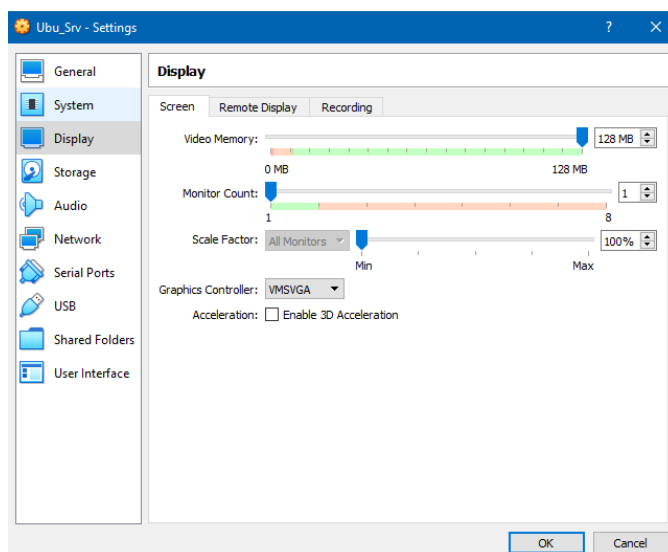 Ubu_Srv - Settings ? ×
General
System
Display
Storage
Audio
Network
Serial Ports
USB
Shared Folders
User Interface
Display
Screen Remote Display Recording
Video Memory: 128 MB
0 MB 128 MB
Monitor Count: 1
1 8
Scale Factor: All Monitors 100%
Min Max
Graphics Controller: VMSVGA
Acceleration: Enable 3D Acceleration
OK Cancel